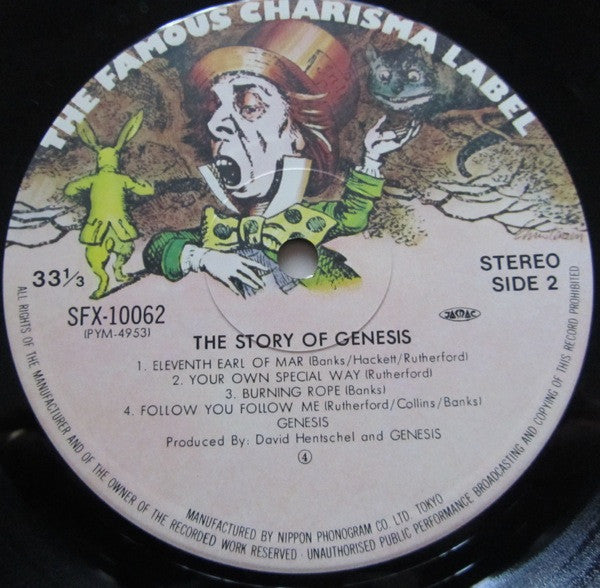 THE FAMOUS CHARISMA LABEL
33 1/3
STEREO
SIDE 2
SFX-10062
(PYM-4953)
JASRAC
THE STORY OF GENESIS
1. ELEVENTH EARL OF MAR (Banks/Hackett/Rutherford)
2. YOUR OWN SPECIAL WAY (Rutherford)
3. BURNING ROPE (Banks)
4. FOLLOW YOU FOLLOW ME (Rutherford/Collins/Banks)
GENESIS
Produced By: David Hentschel and GENESIS
④
MANUFACTURED BY NIPPON PHONOGRAM CO LTD. TOKYO
ALL RIGHTS OF THE MANUFACTURER AND OF THE OWNER OF THE RECORDED WORK RESERVED · UNAUTHORISED PUBLIC PERFORMANCE BROADCASTING AND COPYING OF THIS RECORD PROHIBITED